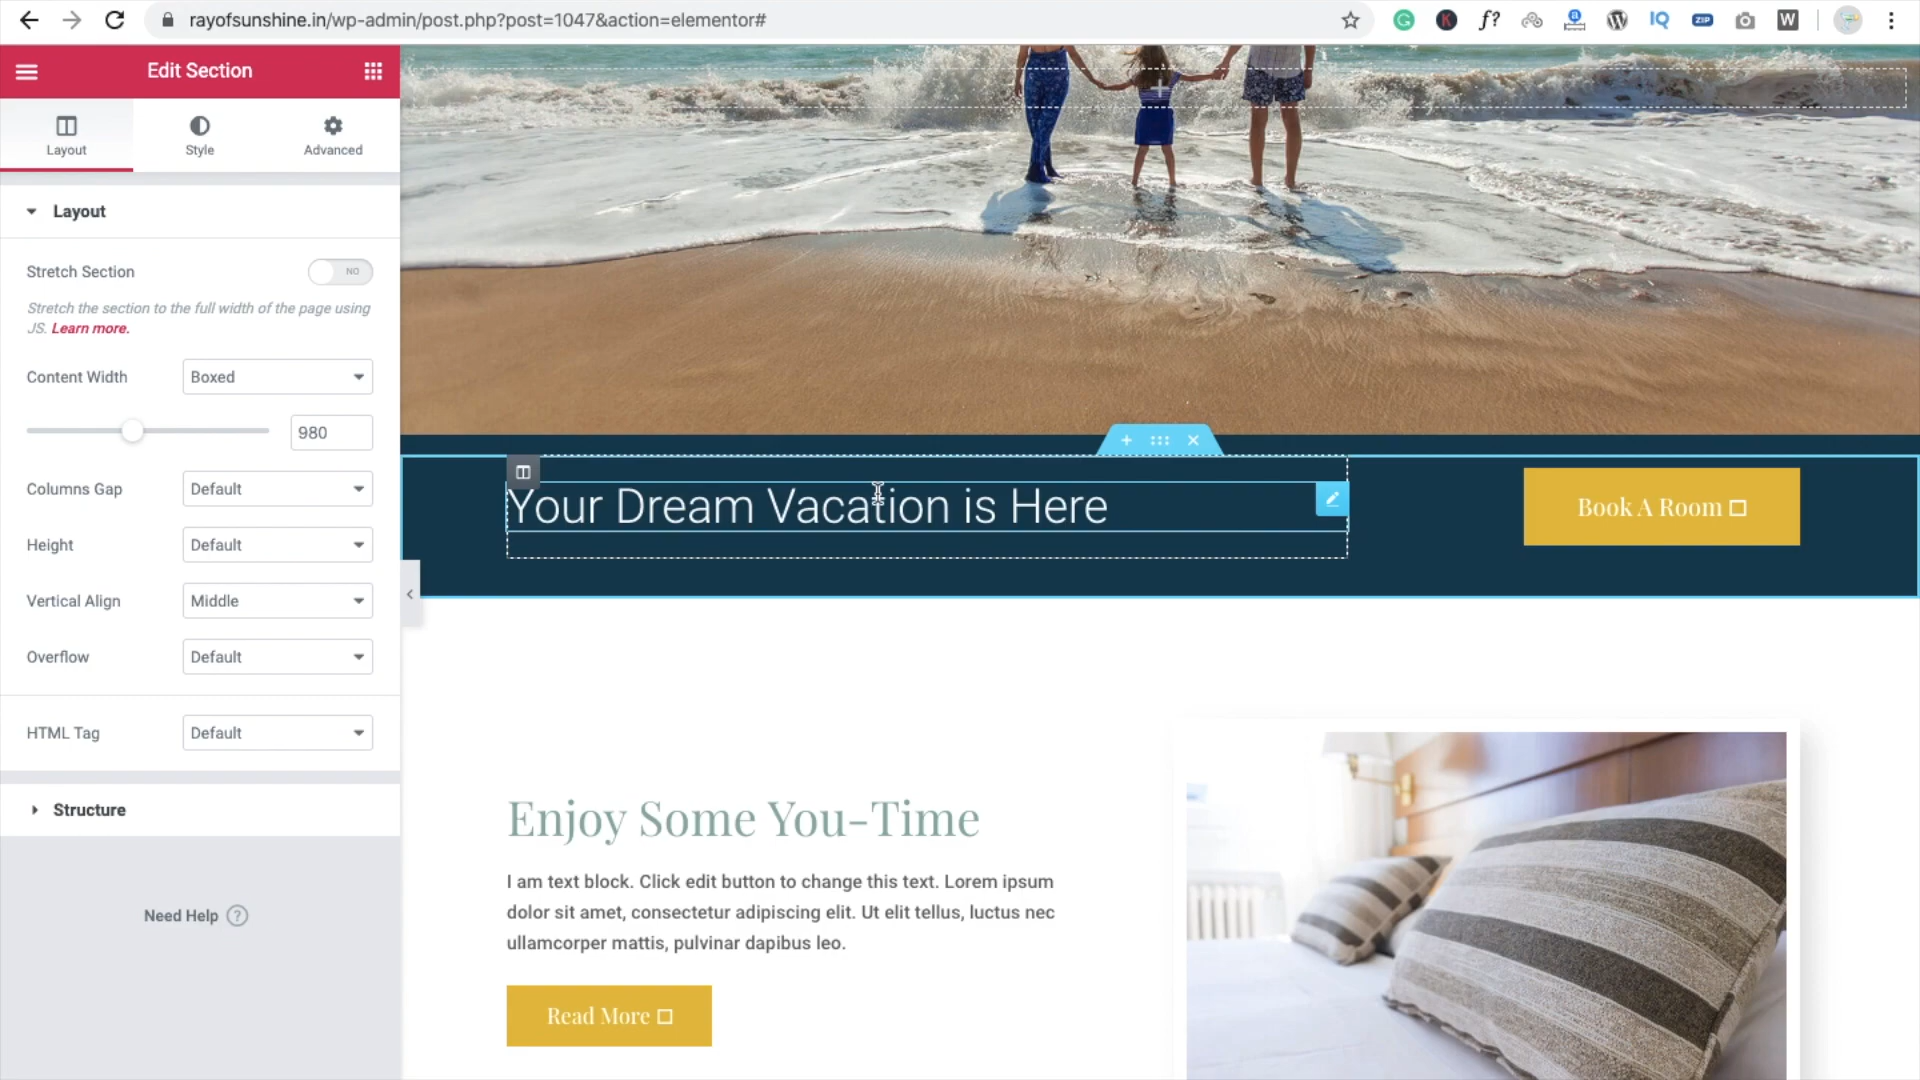 rayofsunshine.in/wp-admin/post.php?post=1047&action=elementor#
G
K
f?
a
IQ
ZIP
W
Edit Section
Layout
Style
Advanced
Layout
Stretch Section
NO
Stretch the section to the full width of the page using
JS. Learn more.
Content Width
Boxed
980
Columns Gap
Default
Height
Default
Vertical Align
Middle
Overflow
Default
HTML Tag
Default
Structure
Need Help ?
Your Dream Vacation is Here
Book A Room
Enjoy Some You-Time
I am text block. Click edit button to change this text. Lorem ipsum
dolor sit amet, consectetur adipiscing elit. Ut elit tellus, luctus nec
ullamcorper mattis, pulvinar dapibus leo.
Read More